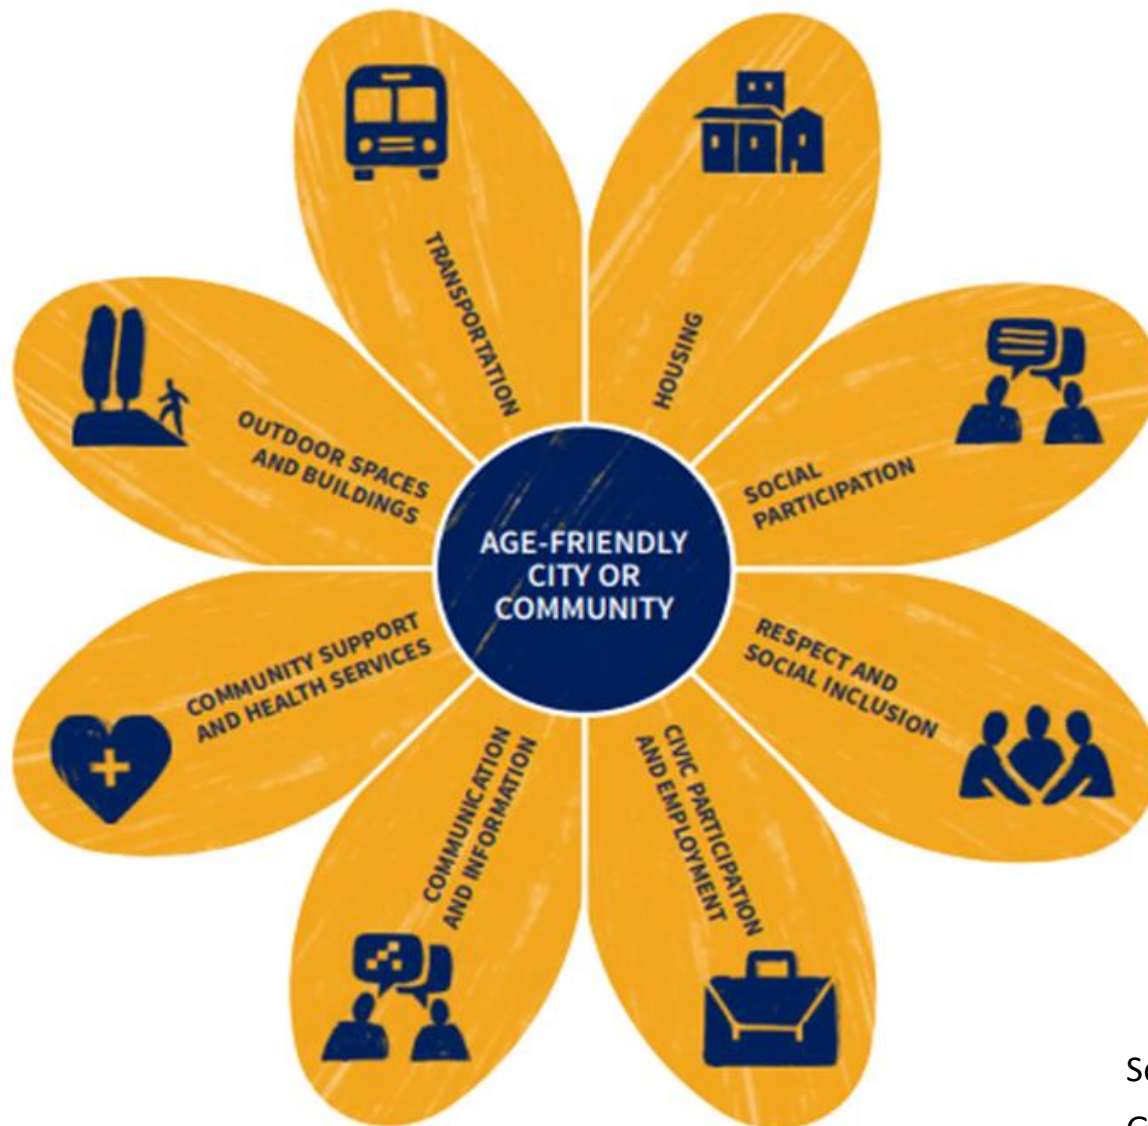 TRANSPORTATION
HOUSING
SOCIAL
PARTICIPATION
RESPECT AND
SOCIAL INCLUSION
CIVIC PARTICIPATION
AND EMPLOYMENT
COMMUNICATION
AND INFORMATION
COMMUNITY SUPPORT
AND HEALTH SERVICES
OUTDOOR SPACES
AND BUILDINGS
AGE-FRIENDLY
CITY OR
COMMUNITY